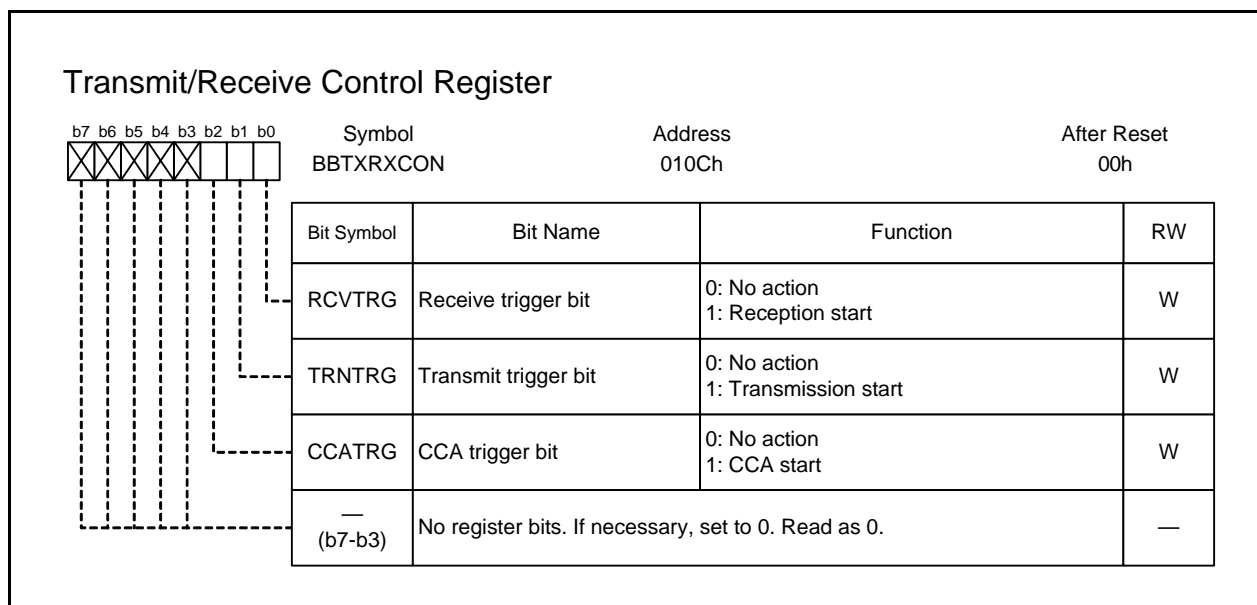 Transmit/Receive Control Register
b7 b6 b5 b4 b3 b2 b1 b0
Symbol Address After Reset
BBTXRXCON 010Ch 00h
Bit Symbol Bit Name Function RW
RCVTRG Receive trigger bit 0: No action
1: Reception start W
TRNTRG Transmit trigger bit 0: No action
1: Transmission start W
CCATRG CCA trigger bit 0: No action
1: CCA start W
—
(b7-b3) No register bits. If necessary, set to 0. Read as 0. —